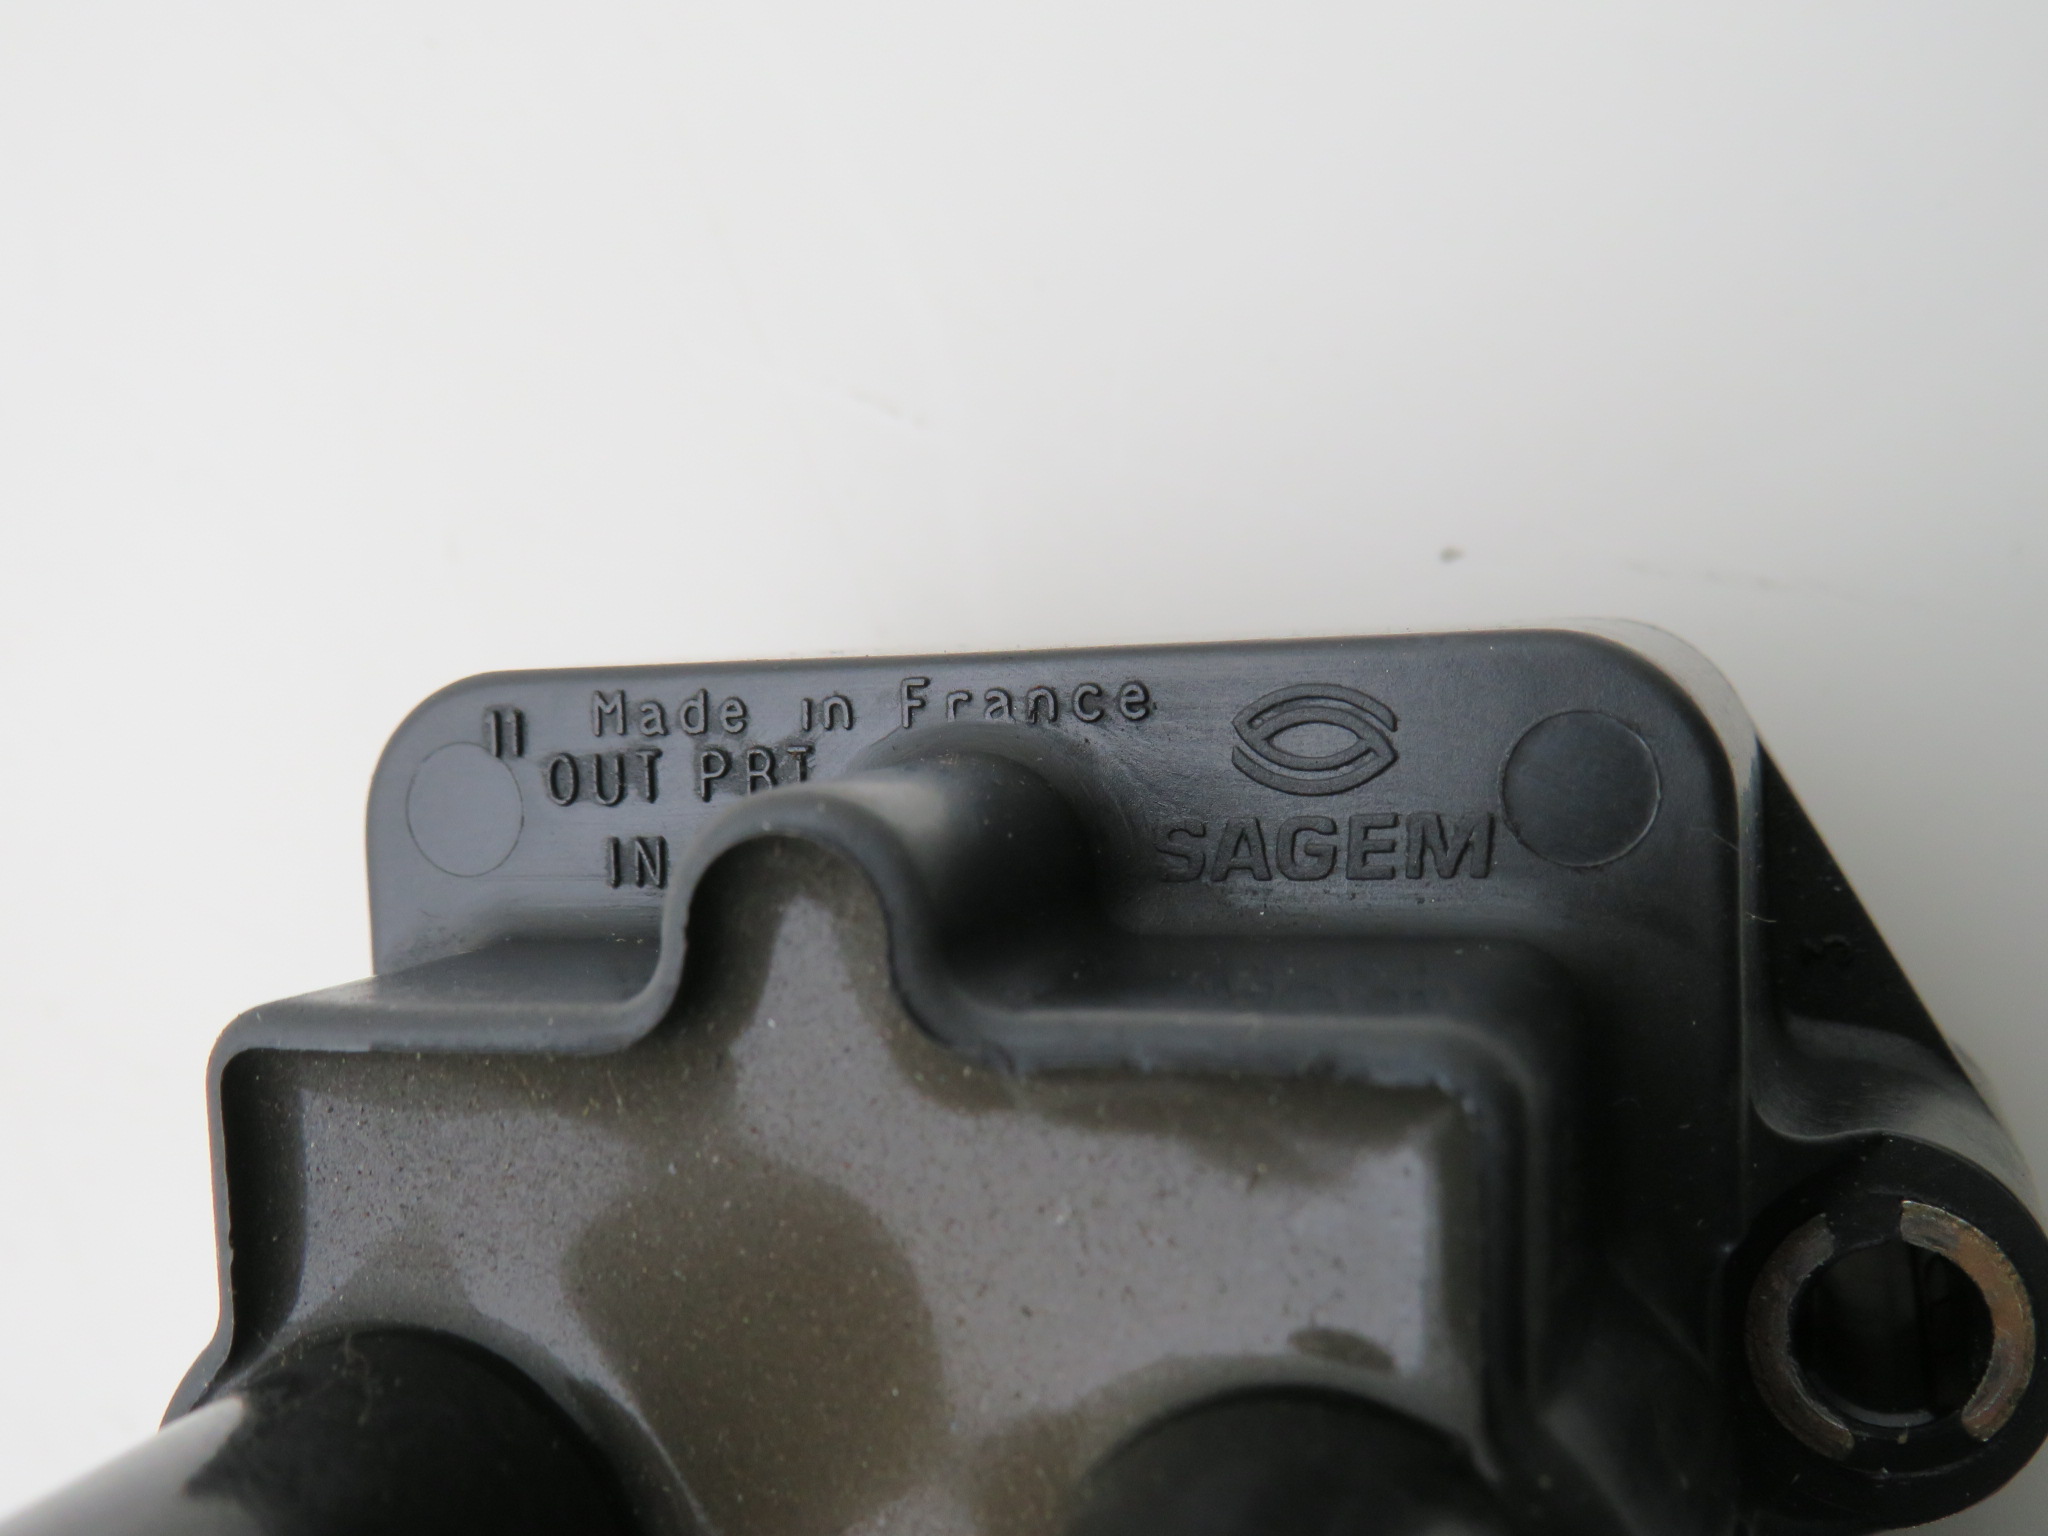 11 Made in France
OUT PRT
IN
SAGEM